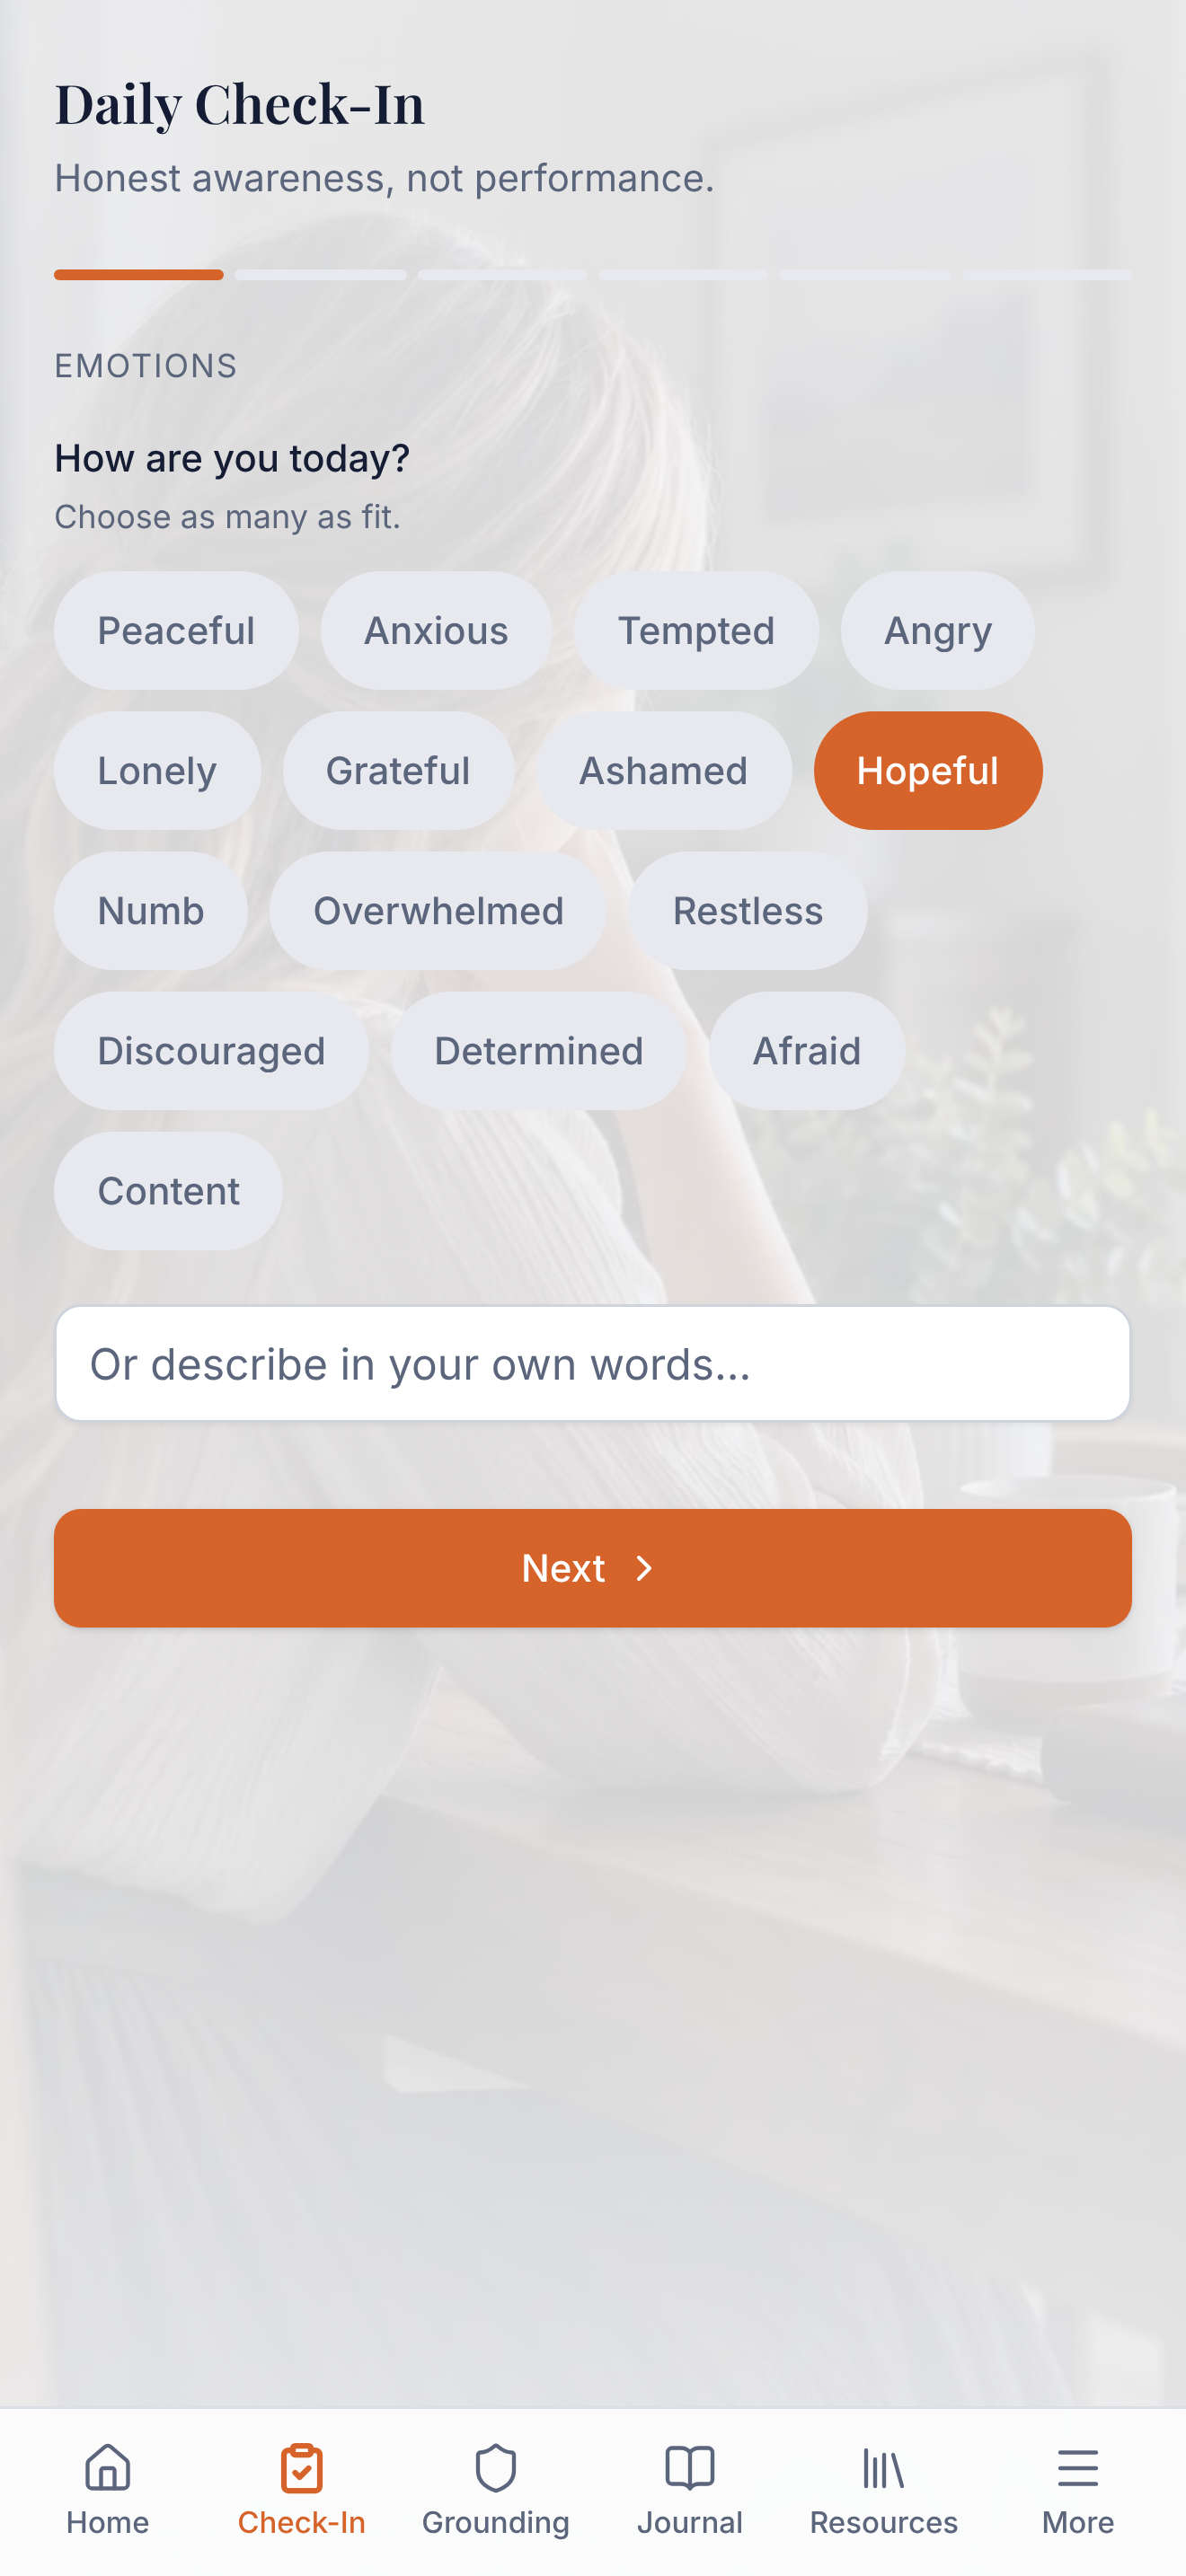 Daily Check-In
Honest awareness, not performance.
EMOTIONS
How are you today?
Choose as many as fit.
Peaceful Anxious Tempted Angry
Lonely Grateful Ashamed Hopeful
Numb Overwhelmed Restless
Discouraged Determined Afraid
Content
Or describe in your own words...
Next
Home Check-In Grounding Journal Resources More